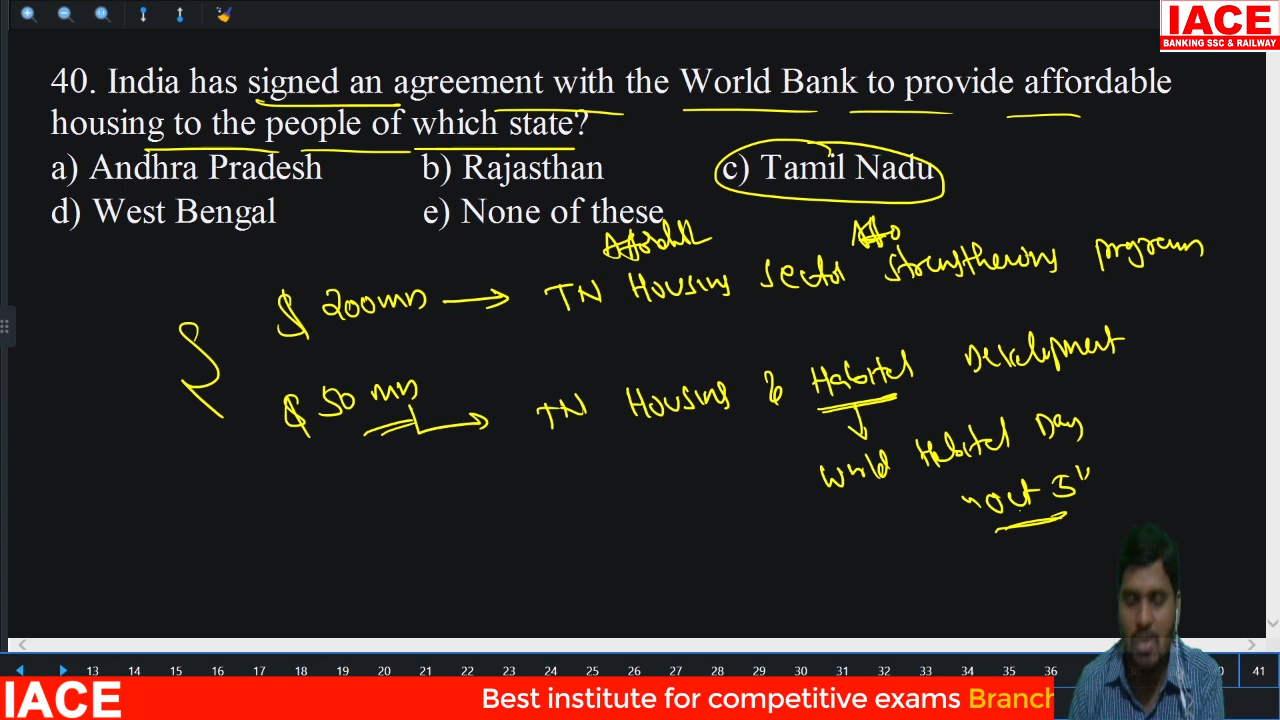 IACE
BANKING SSC & RAILWAY
40. India has signed an agreement with the World Bank to provide affordable
housing to the people of which state?
a) Andhra Pradesh b) Rajasthan c) Tamil Nadu
d) West Bengal e) None of these
$ 200mn → TN Housing Sector Strengthening program
$ 50 mn → TN Housing & Habitat Development
World Habitat Day
"Oct 5"
13 14 15 16 17 18 19 20 21 22 23 24 25 26 27 28 29 30 31 32 33 34 35 36 41
IACE Best institute for competitive exams Branch